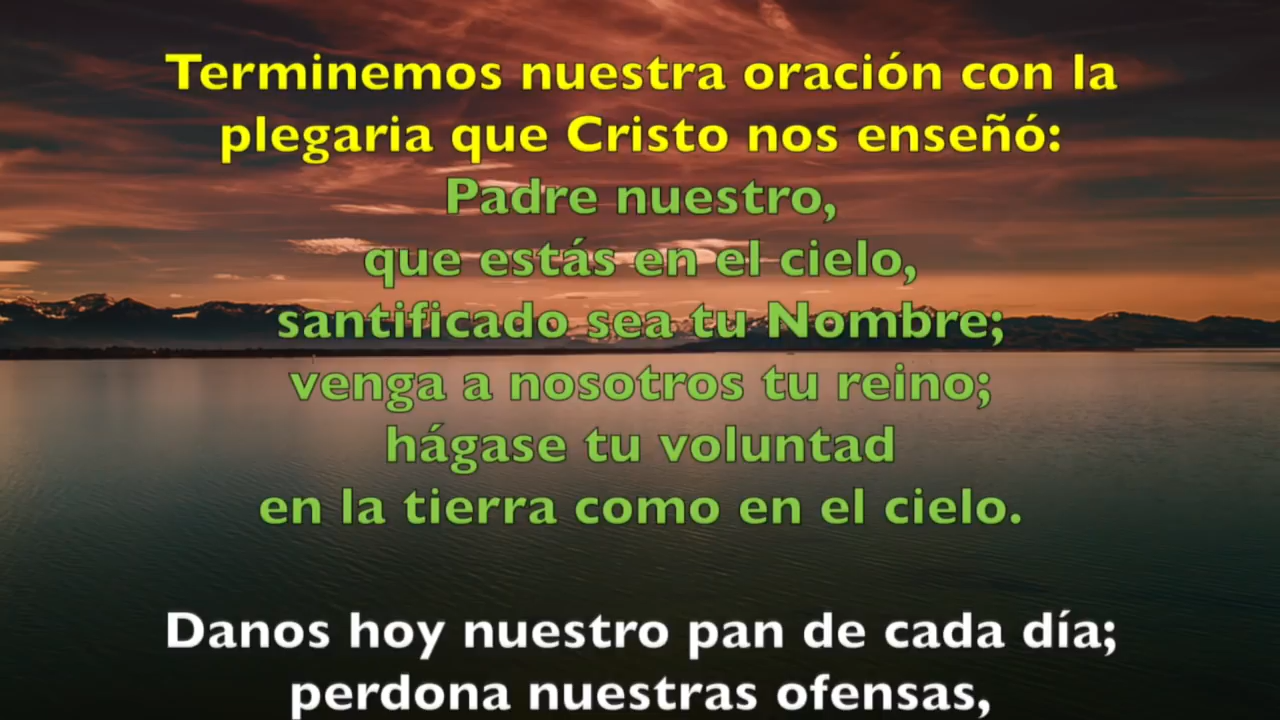 Terminemos nuestra oración con la
plegaria que Cristo nos enseñó:
Padre nuestro,
que estás en el cielo,
santificado sea tu Nombre;
venga a nosotros tu reino;
hágase tu voluntad
en la tierra como en el cielo.
Danos hoy nuestro pan de cada día;
perdona nuestras ofensas,